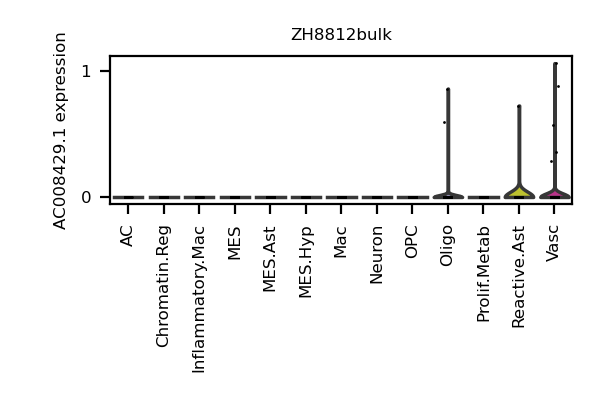 ZH8812bulk
AC008429.1 expression
1
0
AC
Chromatin.Reg
Inflammatory.Mac
MES
MES.Ast
MES.Hyp
Mac
Neuron
OPC
Oligo
Prolif.Metab
Reactive.Ast
Vasc